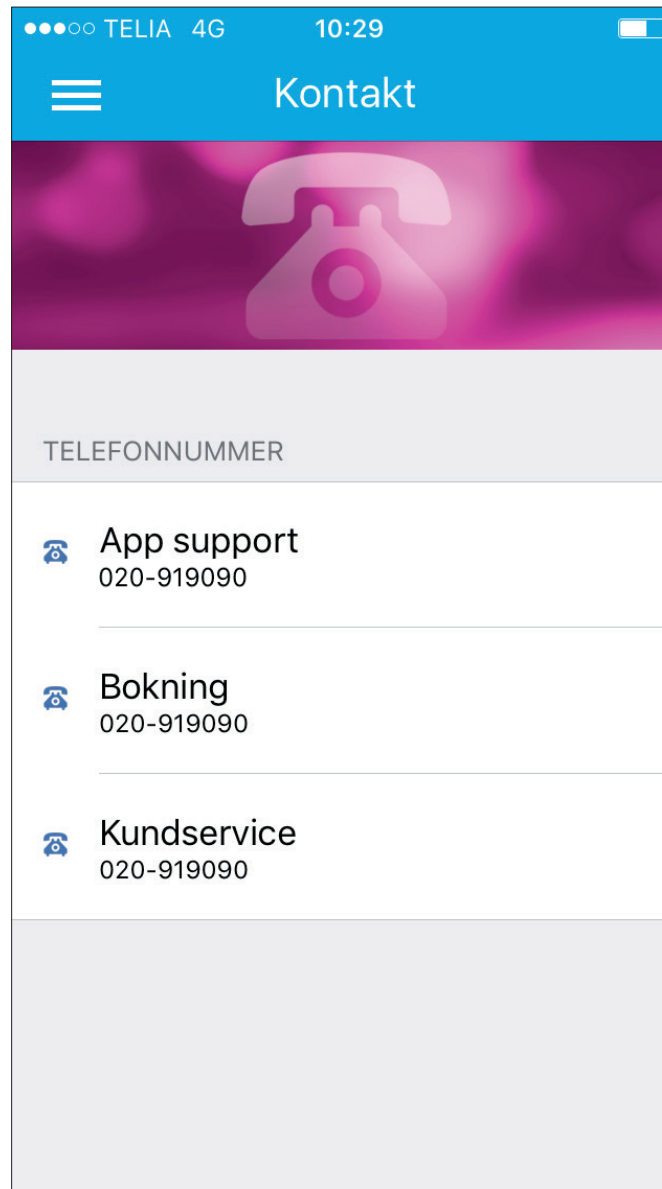 TELIA 4G 10:29
Kontakt
TELEFONNUMMER
App support
020-919090
Bokning
020-919090
Kundservice
020-919090